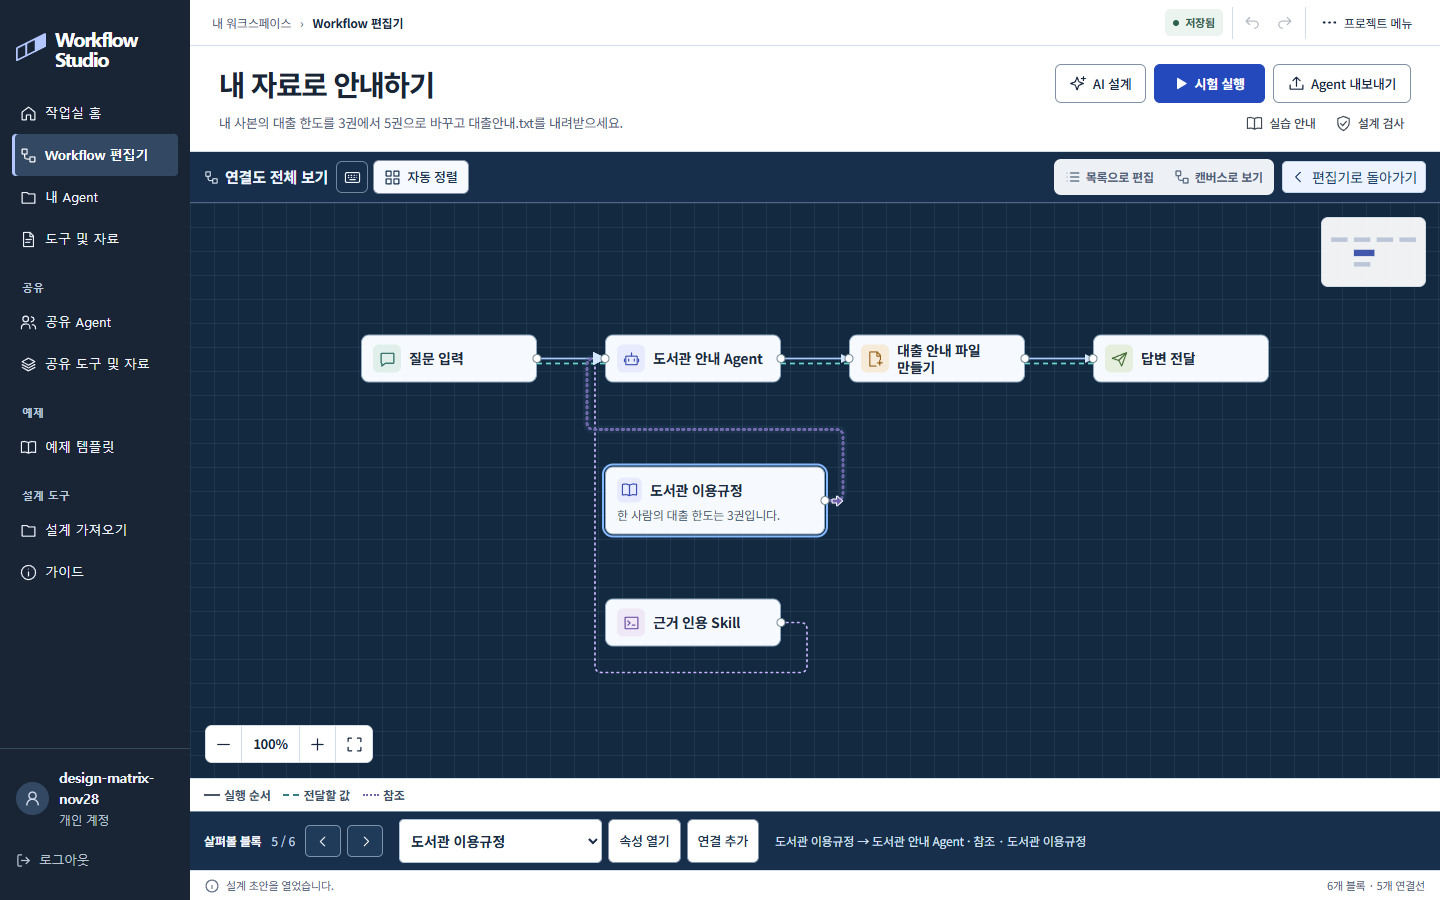 Workflow
Studio
작업실 홈
Workflow 편집기
내 Agent
도구 및 자료
공유
공유 Agent
공유 도구 및 자료
예제
예제 템플릿
설계 도구
설계 가져오기
가이드
design-matrix-
nov28
개인 계정
로그아웃
내 워크스페이스 › Workflow 편집기
저장됨
프로젝트 메뉴
내 자료로 안내하기
AI 설계
시험 실행
Agent 내보내기
내 사본의 대출 한도를 3권에서 5권으로 바꾸고 대출안내.txt를 내려받으세요.
실습 안내
설계 검사
연결도 전체 보기
자동 정렬
목록으로 편집
캔버스로 보기
편집기로 돌아가기
질문 입력
도서관 안내 Agent
대출 안내 파일
만들기
답변 전달
도서관 이용규정
한 사람의 대출 한도는 3권입니다.
근거 인용 Skill
100%
실행 순서
전달할 값
참조
살펴볼 블록 5 / 6
도서관 이용규정
속성 열기
연결 추가
도서관 이용규정 → 도서관 안내 Agent · 참조 · 도서관 이용규정
설계 초안을 열었습니다.
6개 블록 · 5개 연결선